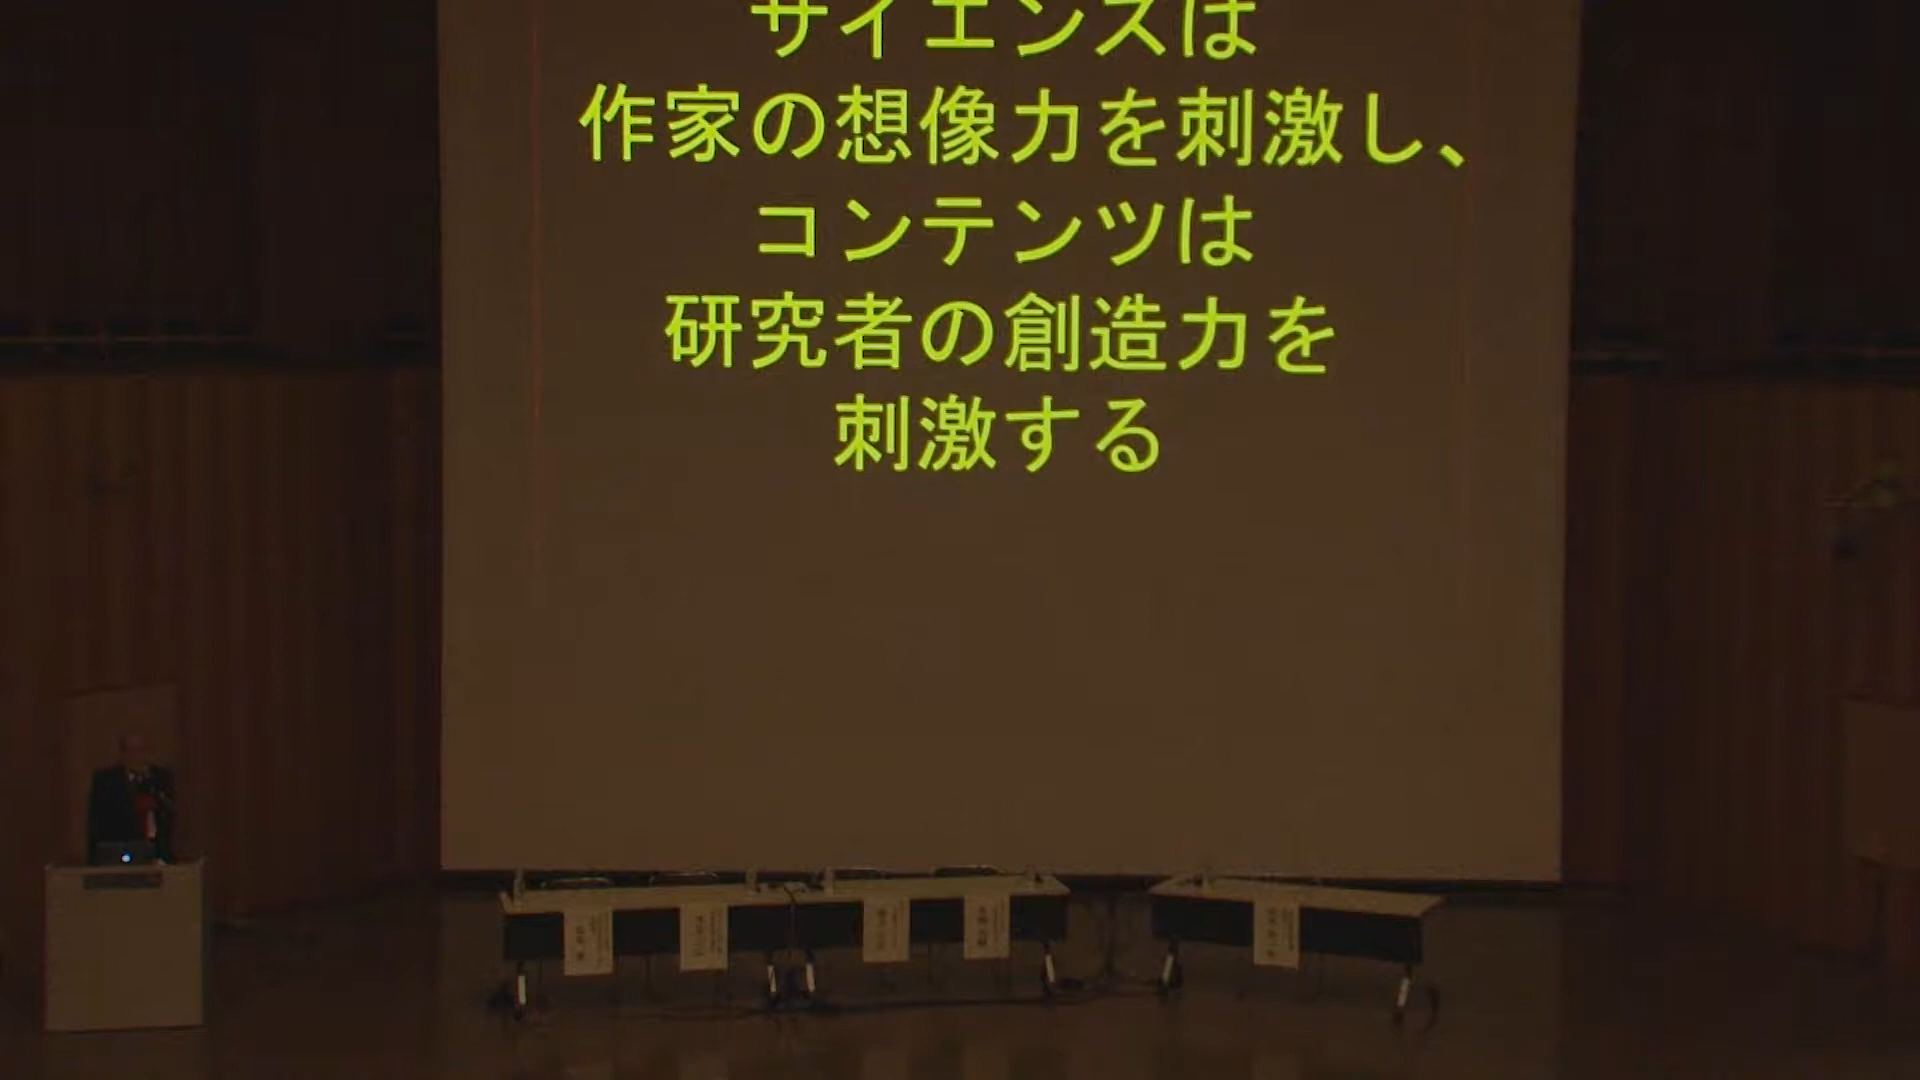 サイエンスは
作家の想像力を刺激し、
コンテンツは
研究者の創造力を
刺激する